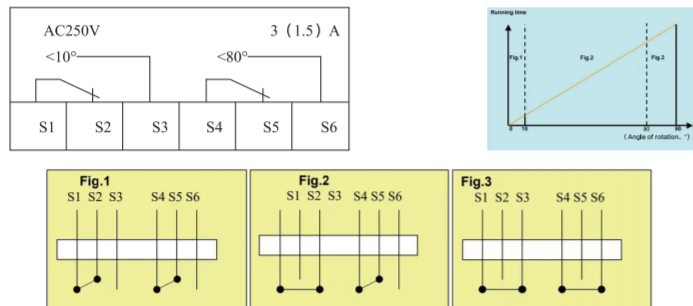 AC250V 3（1.5）A
<10° <80°
S1 S2 S3 S4 S5 S6
Running time
Fig.1 Fig.2 Fig.3
0 10 80 90
(Angle of rotation, °)
Fig.1
S1 S2 S3 S4 S5 S6
Fig.2
S1 S2 S3 S4 S5 S6
Fig.3
S1 S2 S3 S4 S5 S6